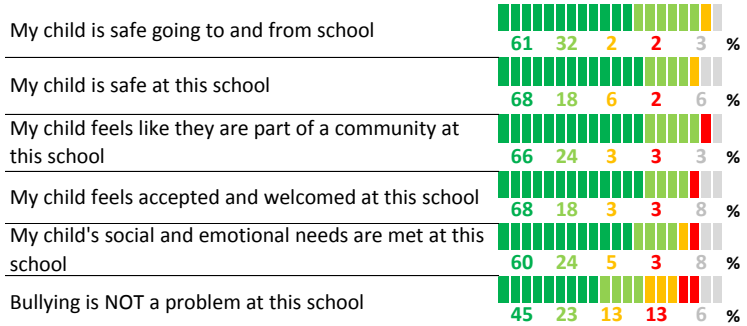 My child is safe going to and from school
61 32 2 2 3 %
My child is safe at this school
68 18 6 2 6 %
My child feels like they are part of a community at
this school
66 24 3 3 3 %
My child feels accepted and welcomed at this school
68 18 3 3 8 %
My child's social and emotional needs are met at this
school
60 24 5 3 8 %
Bullying is NOT a problem at this school
45 23 13 13 6 %